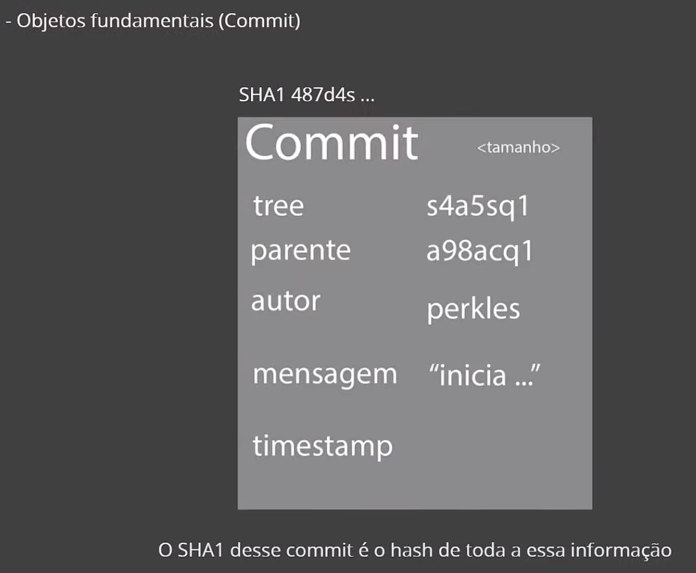 - Objetos fundamentais (Commit)
SHA1 487d4s ...
Commit <tamanho>
tree s4a5sq1
parente a98acq1
autor perkles
mensagem “inicia ...”
timestamp
O SHA1 desse commit é o hash de toda a essa informação